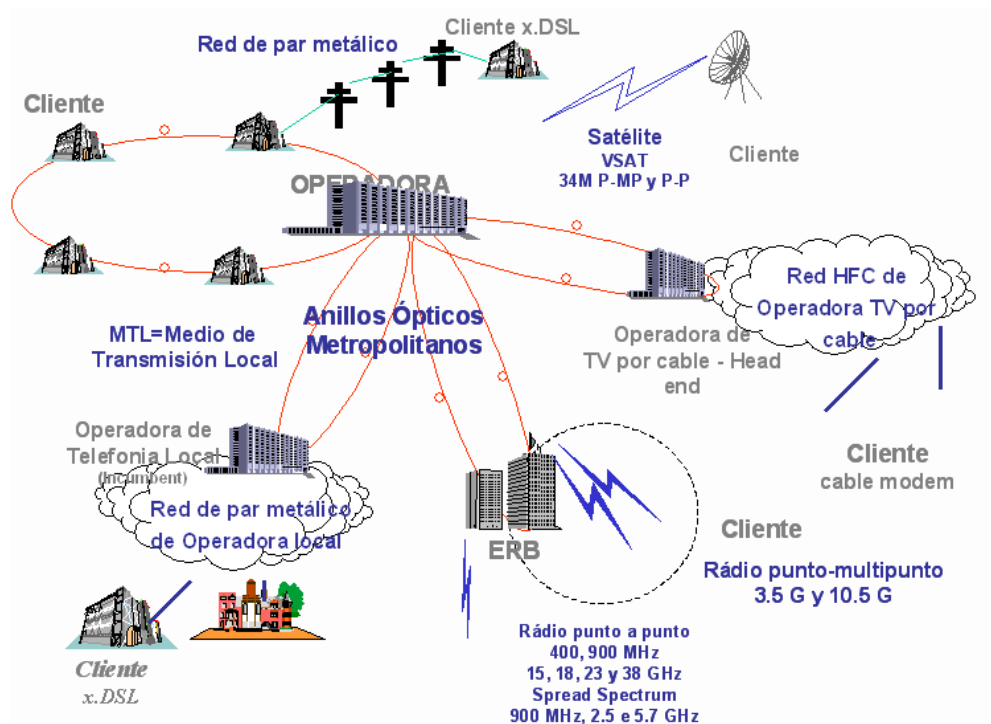 Cliente x.DSL
Red de par metálico
Cliente
Satélite
VSAT
34M P-MP y P-P
Cliente
OPERADORA
Red HFC de
Operadora TV por
cable
Anillos Ópticos
Metropolitanos
MTL=Medio de
Transmisión Local
Operadora de
TV por cable - Head
end
Operadora de
Telefonia Local
(Incumbent)
Red de par metálico
de Operadora local
Cliente
cable modem
ERB
Cliente
Rádio punto-multipunto
3.5 G y 10.5 G
Rádio punto a punto
400, 900 MHz
15, 18, 23 y 38 GHz
Spread Spectrum
900 MHz, 2.5 e 5.7 GHz
Cliente
x.DSL